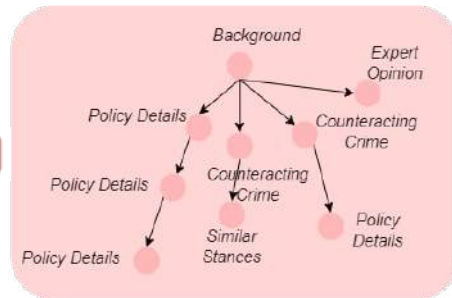 Background
Expert
Opinion
Policy Details
Counteracting
Crime
Policy Details
Counteracting
Crime
Policy Details
Similar
Stances
Policy
Details